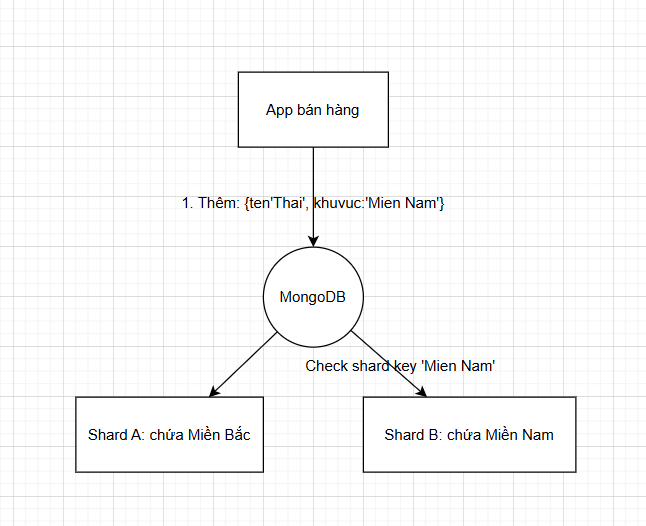 App bán hàng
1. Thêm: {ten'Thai', khuvuc:'Mien Nam'}
MongoDB
Check shard key 'Mien Nam'
Shard A: chứa Miền Bắc
Shard B: chứa Miền Nam